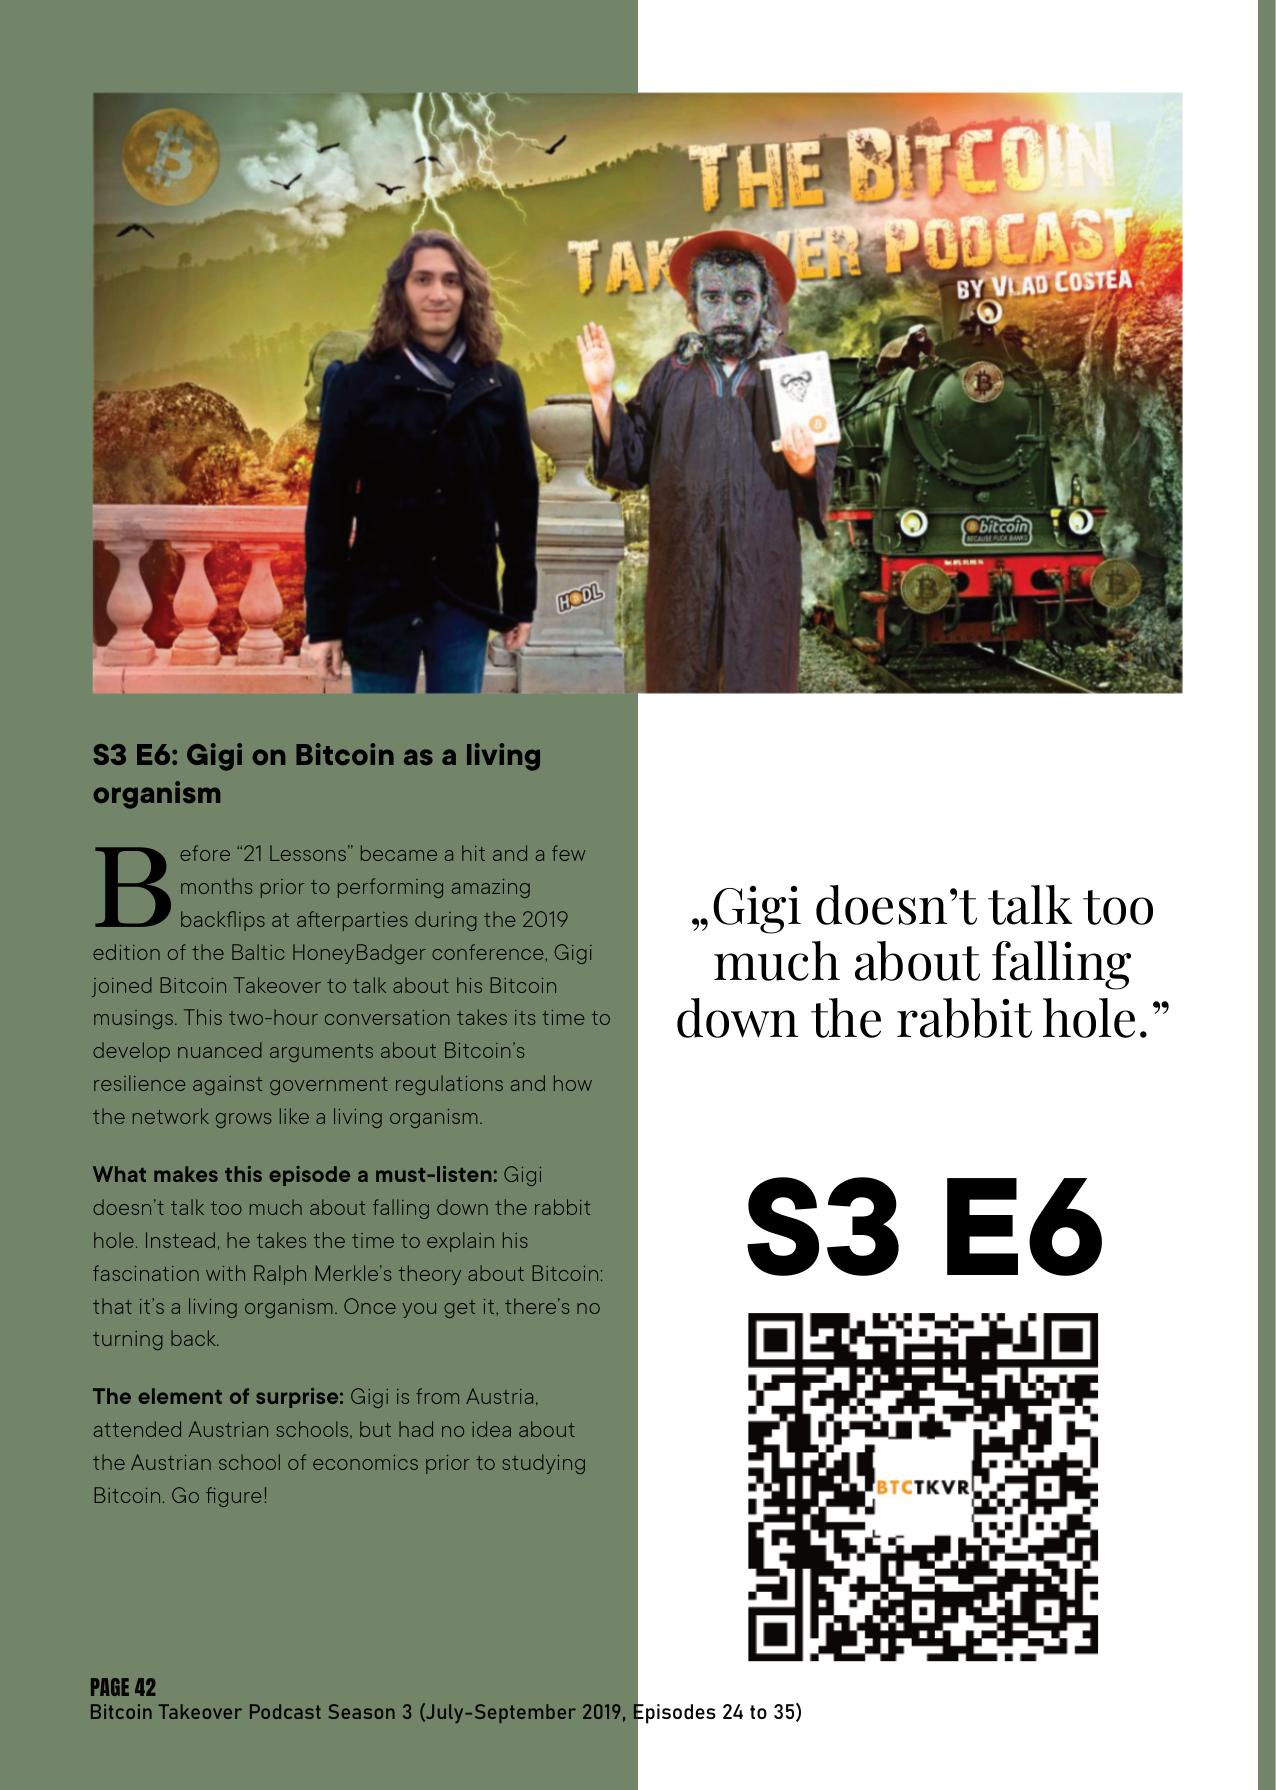 THE BITCOIN
TAKEOVER PODCAST
BY VLAD COSTEA
bitcoin
BECAUSE FUCK BANKS
HODL
S3 E6: Gigi on Bitcoin as a living
organism
Before “21 Lessons” became a hit and a few
months prior to performing amazing
backflips at afterparties during the 2019
edition of the Baltic HoneyBadger conference, Gigi
joined Bitcoin Takeover to talk about his Bitcoin
musings. This two-hour conversation takes its time to
develop nuanced arguments about Bitcoin’s
resilience against government regulations and how
the network grows like a living organism.
What makes this episode a must-listen: Gigi
doesn’t talk too much about falling down the rabbit
hole. Instead, he takes the time to explain his
fascination with Ralph Merkle’s theory about Bitcoin:
that it’s a living organism. Once you get it, there’s no
turning back.
The element of surprise: Gigi is from Austria,
attended Austrian schools, but had no idea about
the Austrian school of economics prior to studying
Bitcoin. Go figure!
„Gigi doesn’t talk too
much about falling
down the rabbit hole.”
S3 E6
BTCTKVR
PAGE 42
Bitcoin Takeover Podcast Season 3 (July-September 2019, Episodes 24 to 35)